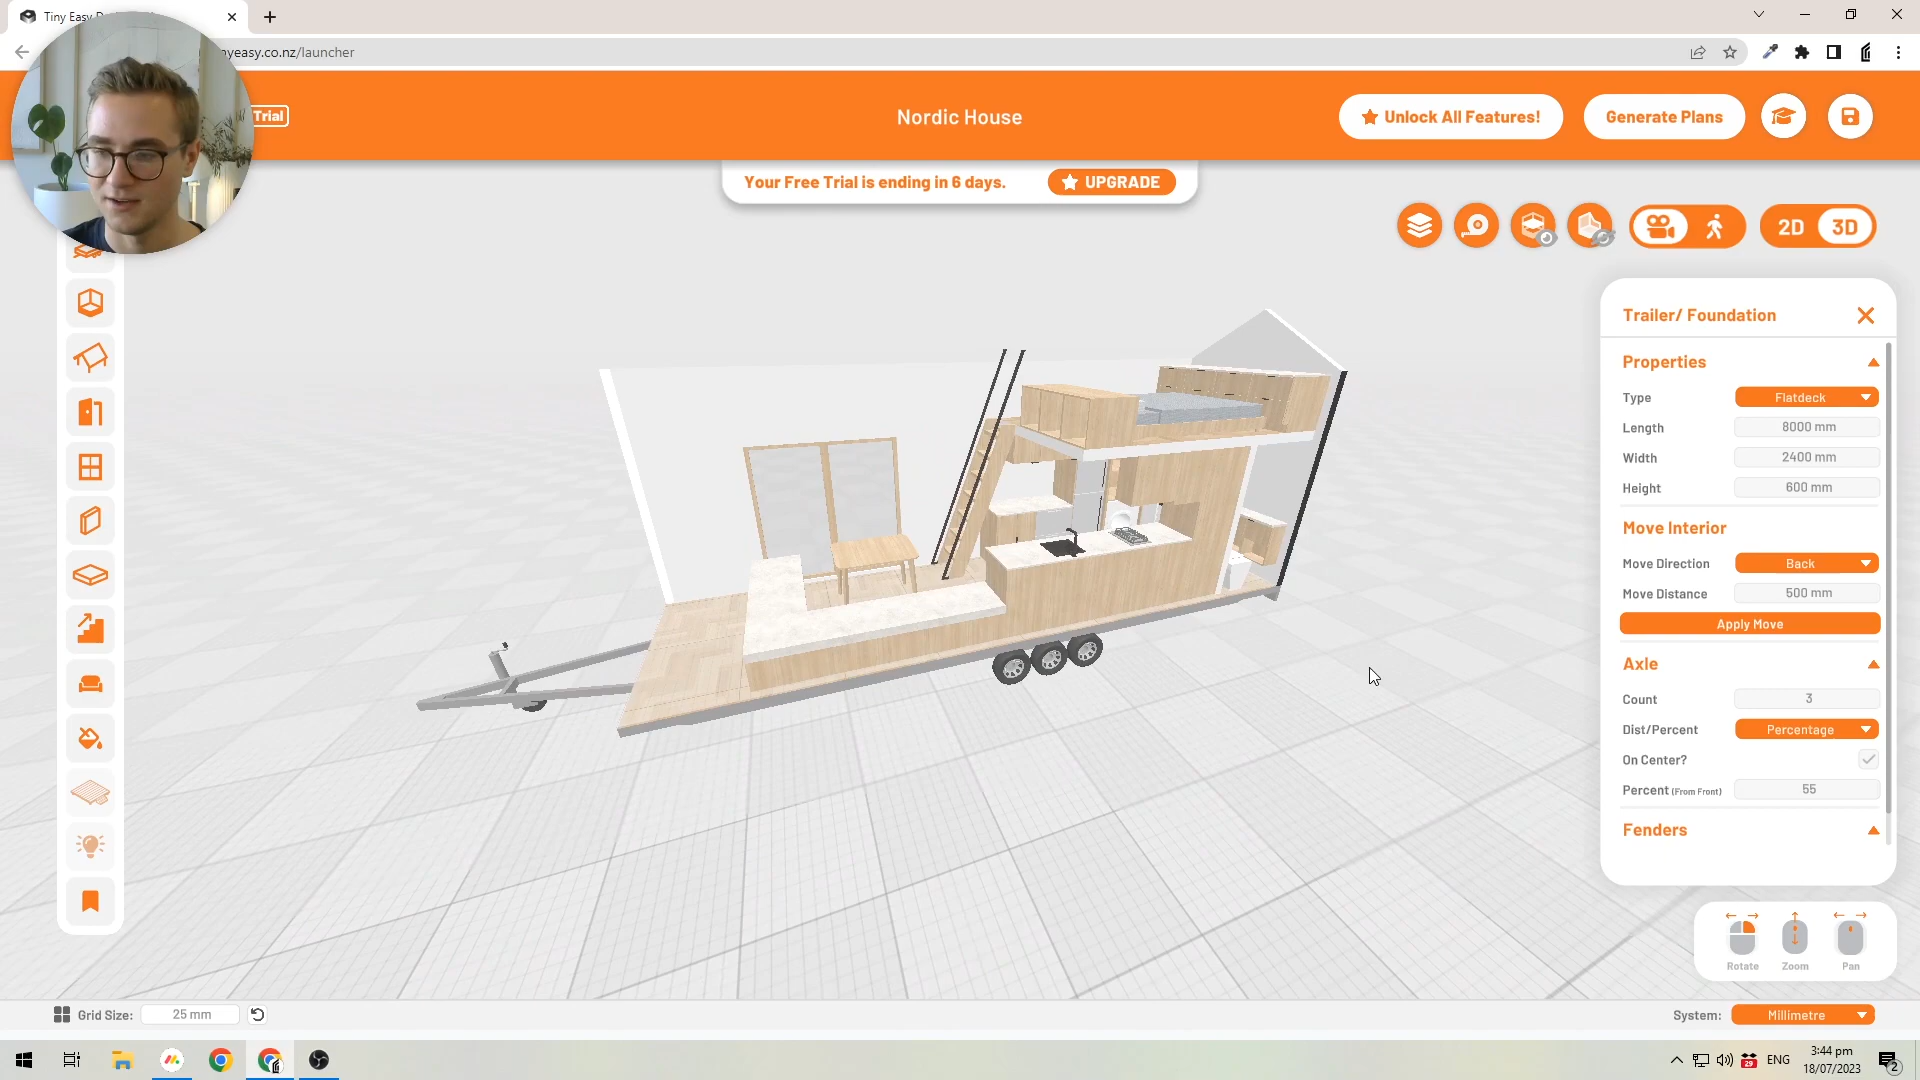 Tiny Easy
yeasy.co.nz/launcher
Trial
Nordic House
Unlock All Features!
Generate Plans
Your Free Trial is ending in 6 days.
UPGRADE
2D
3D
Trailer/ Foundation
Properties
Type
Flatdeck
Length
8000 mm
Width
2400 mm
Height
600 mm
Move Interior
Move Direction
Back
Move Distance
500 mm
Apply Move
Axle
Count
3
Dist/Percent
Percentage
On Center?
Percent (From Front)
55
Fenders
Rotate
Zoom
Pan
Grid Size:
25 mm
System:
Millimetre
29
ENG
3:44 pm
18/07/2023
2